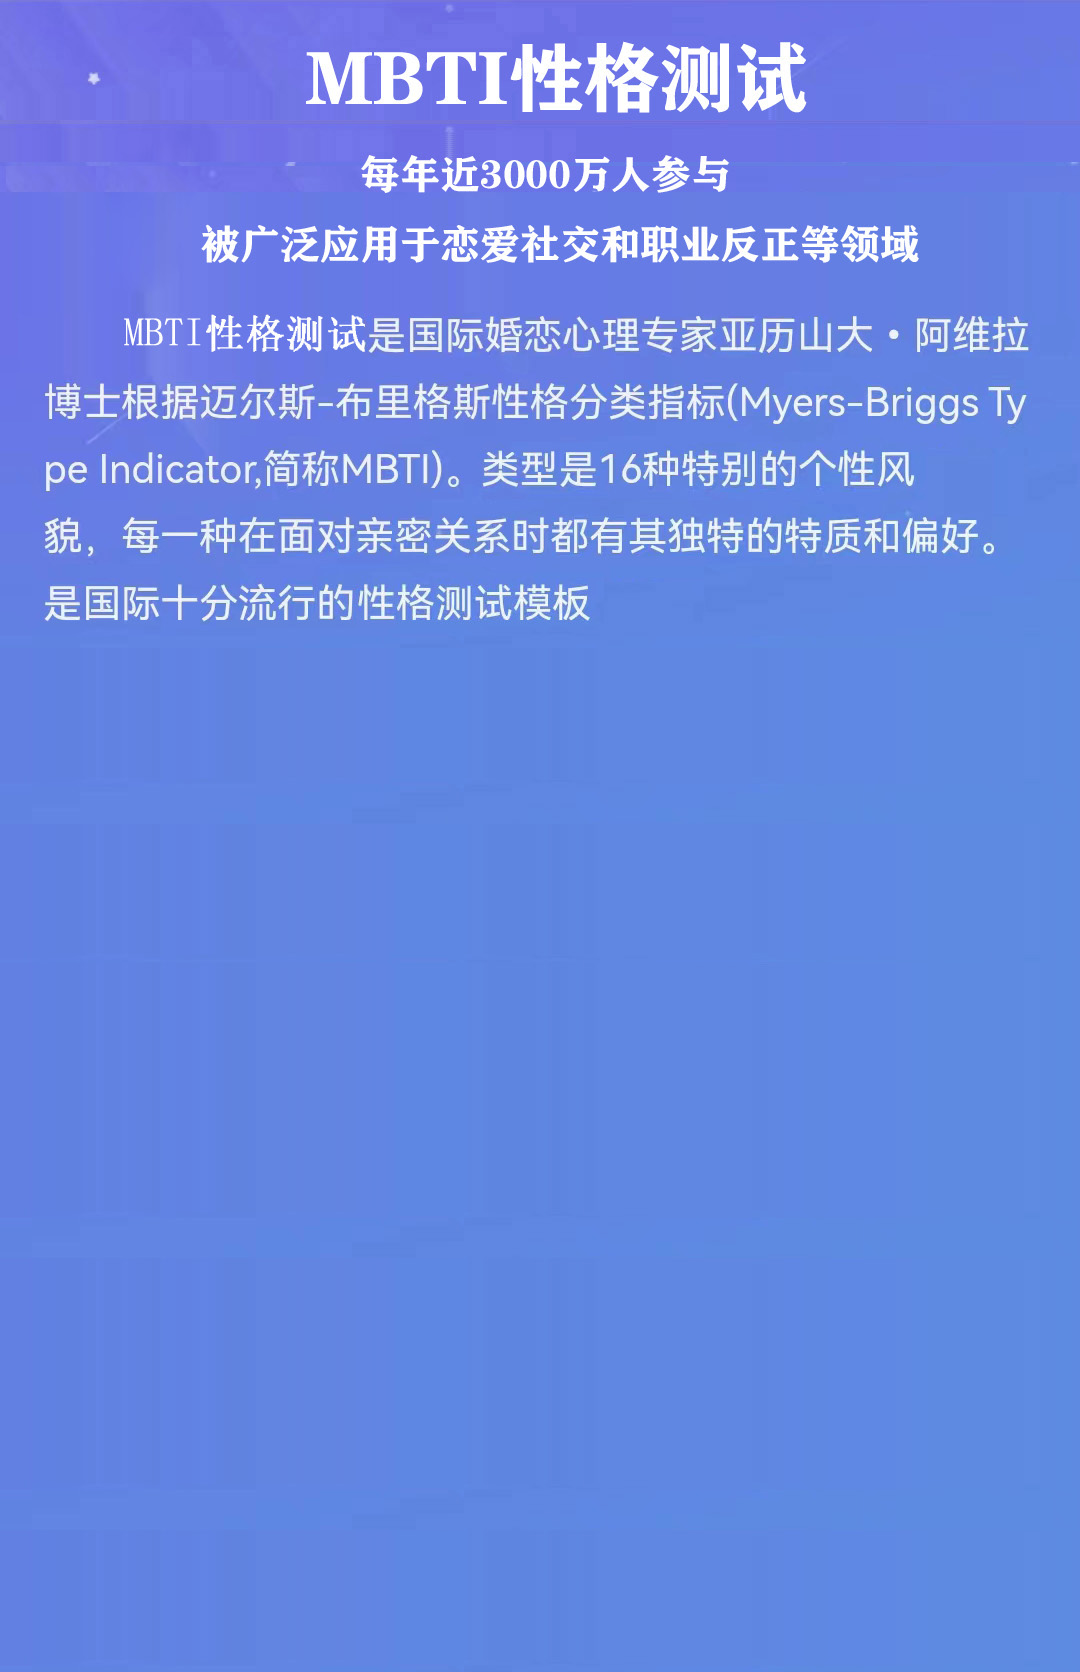 MBTI性格测试
每年近3000万人参与
被广泛应用于恋爱社交和职业反正等领域
MBTI性格测试是国际婚恋心理专家亚历山大·阿维拉
博士根据迈尔斯-布里格斯性格分类指标(Myers-Briggs Ty
pe Indicator,简称MBTI)。类型是16种特别的个性风
貌，每一种在面对亲密关系时都有其独特的特质和偏好。
是国际十分流行的性格测试模板